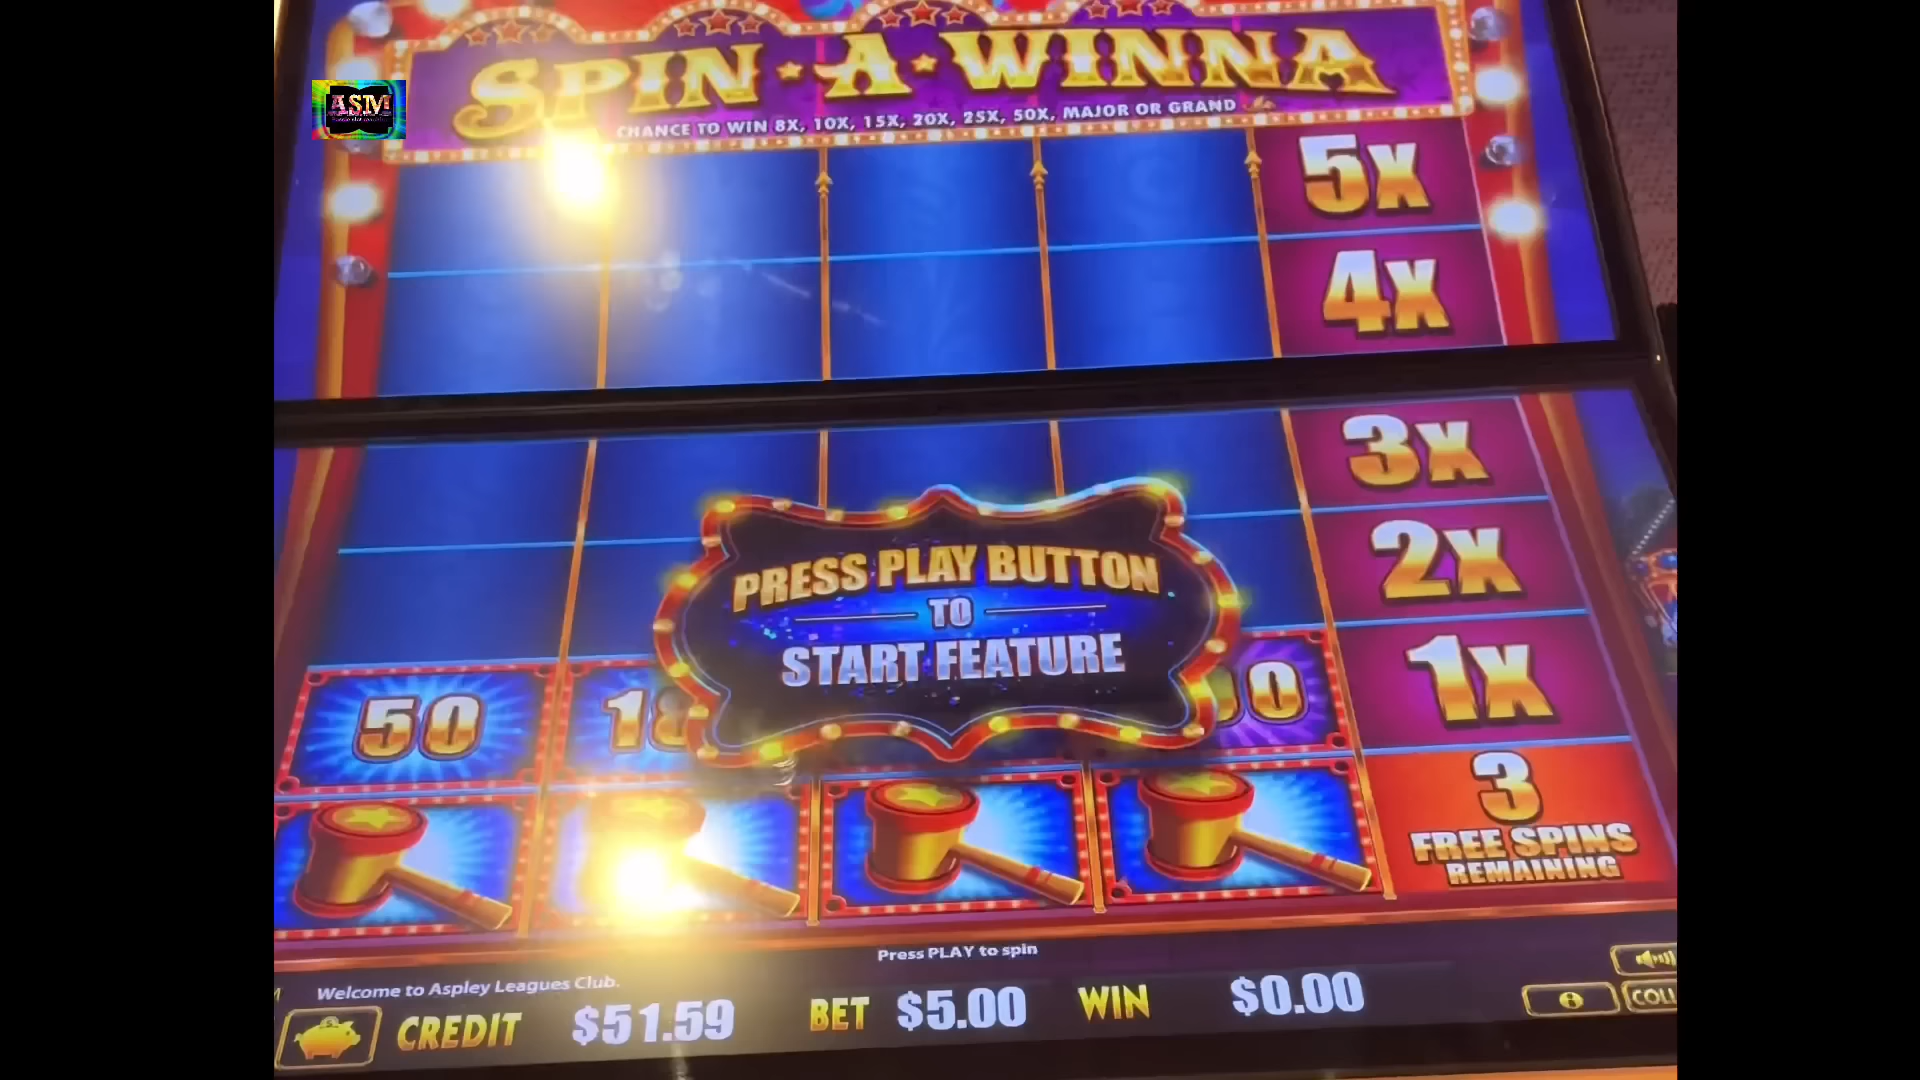 SPIN·A·WINNA
ASM
CHANCE TO WIN 8X, 10X, 15X, 20X, 25X, 50X, MAJOR OR GRAND
5X
4X
3X
2X
PRESS PLAY BUTTON
TO
START FEATURE
1X
50
3
FREE SPINS
REMAINING
Press PLAY to spin
Welcome to Aspley Leagues Club.
CREDIT $51.59 BET $5.00 WIN $0.00